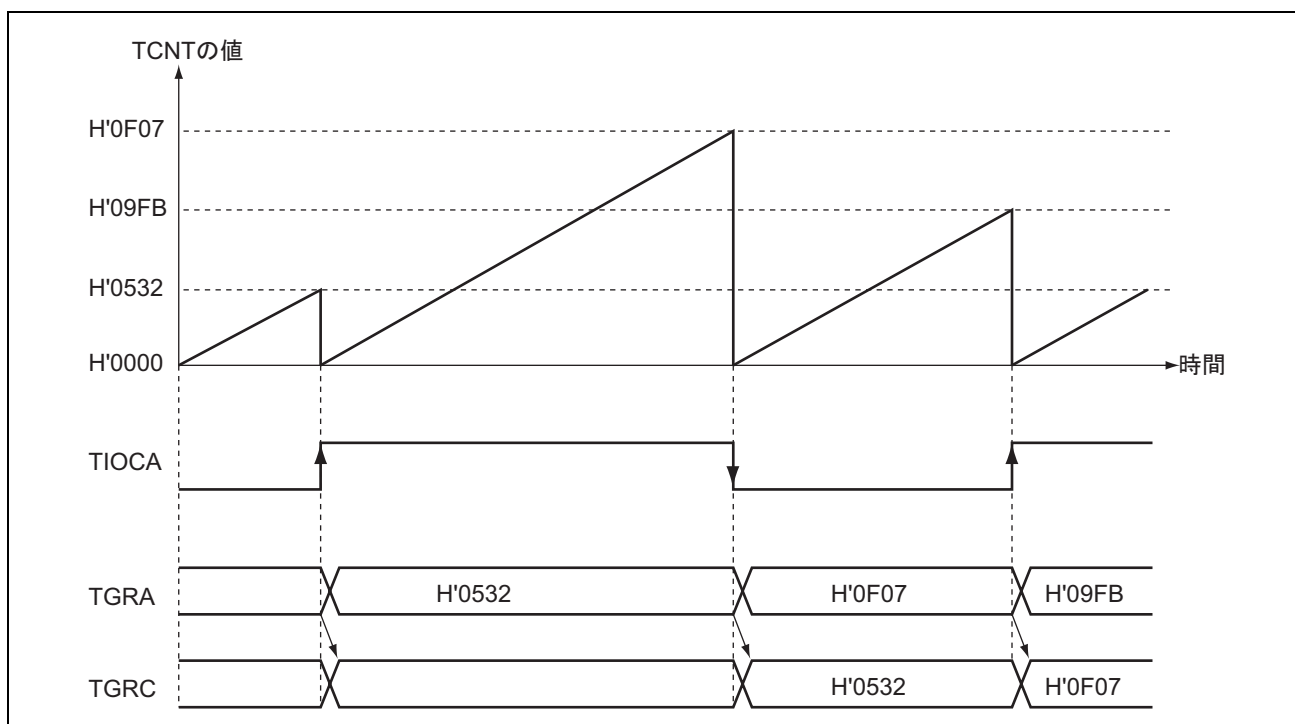 TCNTの値
H'0F07
H'09FB
H'0532
H'0000
時間
TIOCA
TGRA
H'0532
H'0F07
H'09FB
TGRC
H'0532
H'0F07